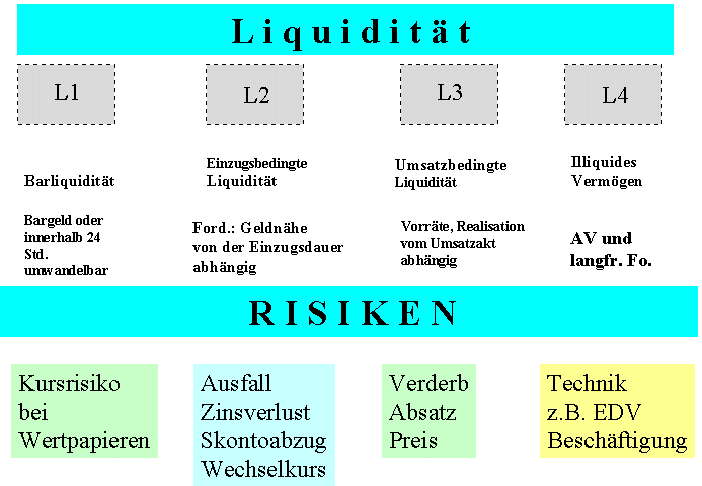 Liquidität
L1
L2
L3
L4
Barliquidität
Einzugsbedingte
Liquidität
Umsatzbedingte
Liquidität
Illiquides
Vermögen
Bargeld oder
innerhalb 24
Std.
umwandelbar
Ford.: Geldnähe
von der Einzugsdauer
abhängig
Vorräte, Realisation
vom Umsatzakt
abhängig
AV und
langfr. Fo.
RISIKEN
Kursrisiko
bei
Wertpapieren
Ausfall
Zinsverlust
Skontoabzug
Wechselkurs
Verderb
Absatz
Preis
Technik
z.B. EDV
Beschäftigung